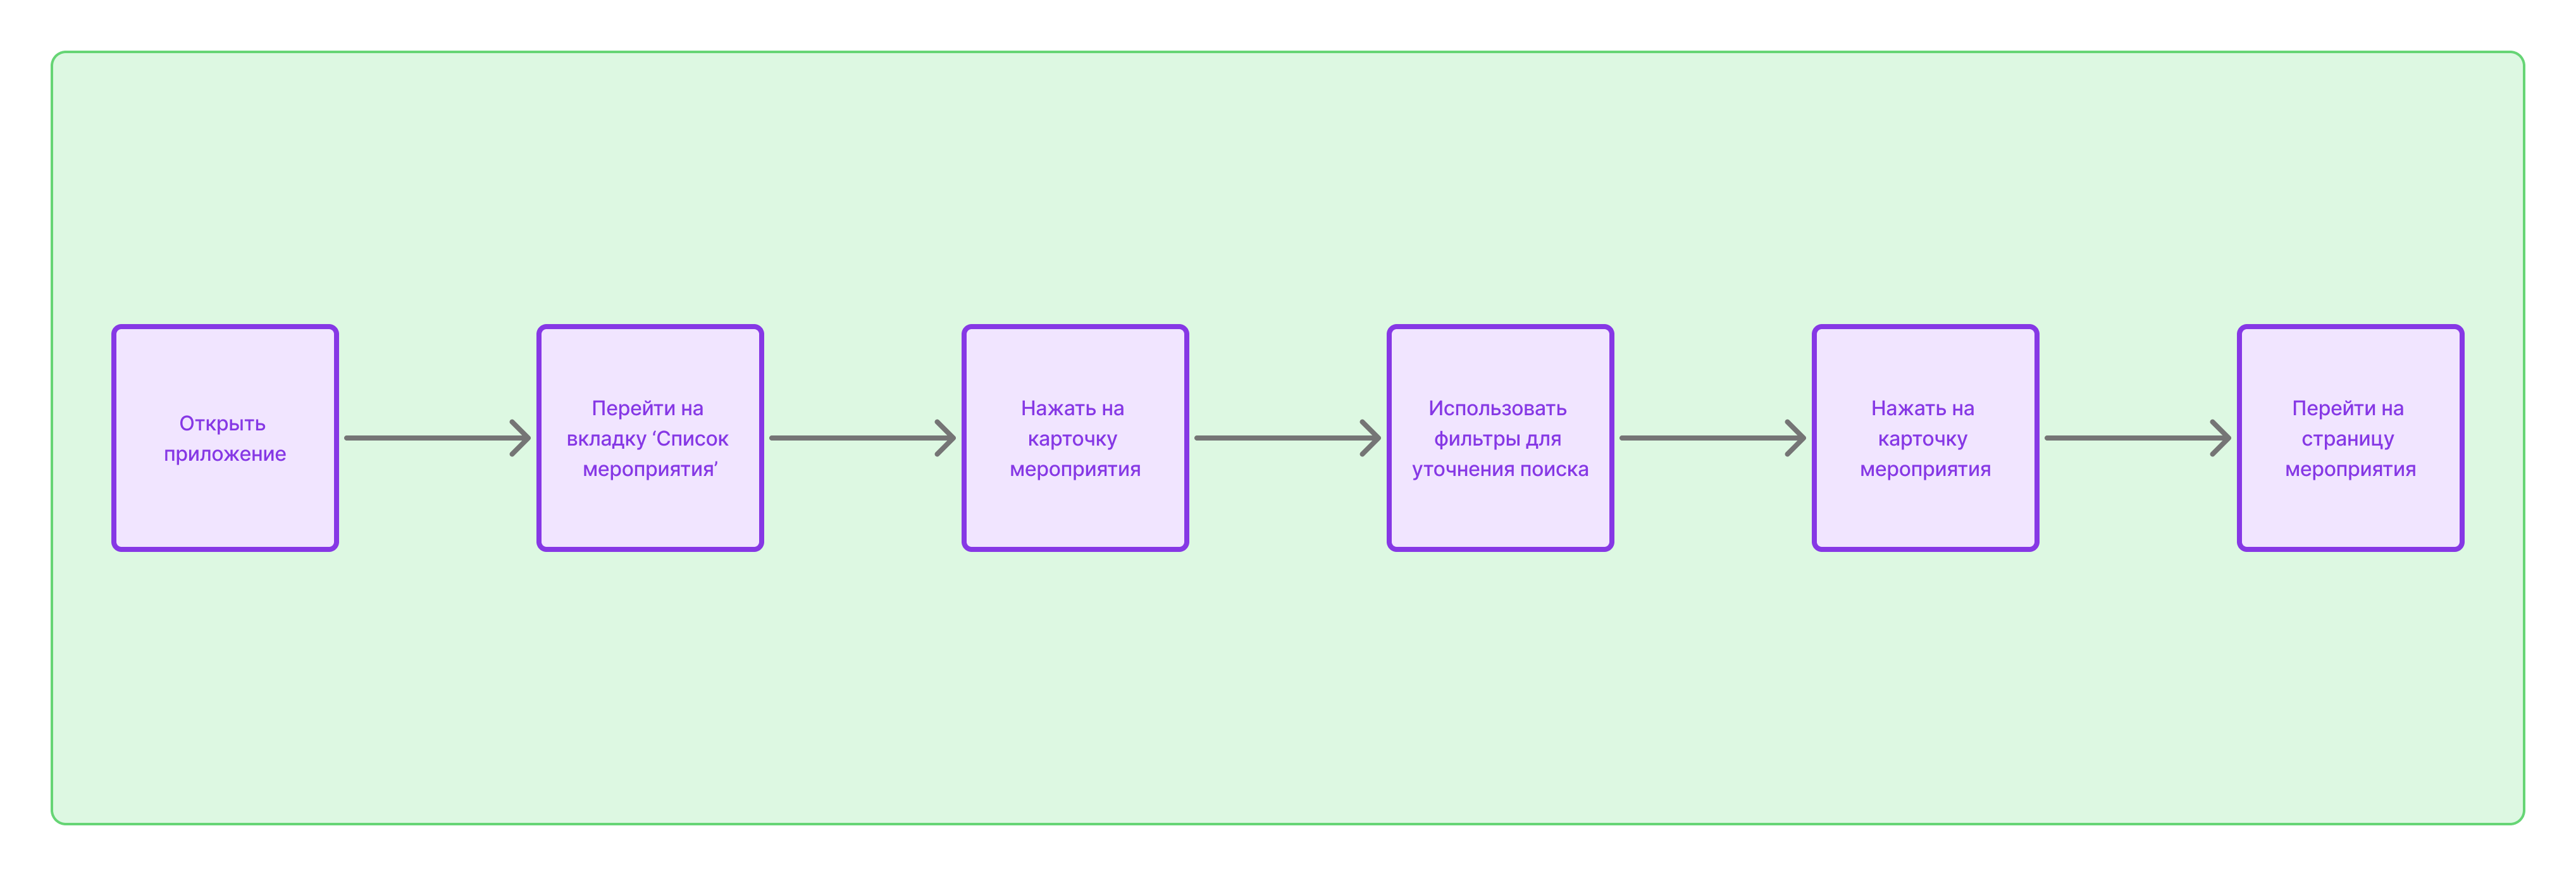 Открыть
приложение
Перейти на
вкладку ‘Список
мероприятия’
Нажать на
карточку
мероприятия
Использовать
фильтры для
уточнения поиска
Нажать на
карточку
мероприятия
Перейти на
страницу
мероприятия